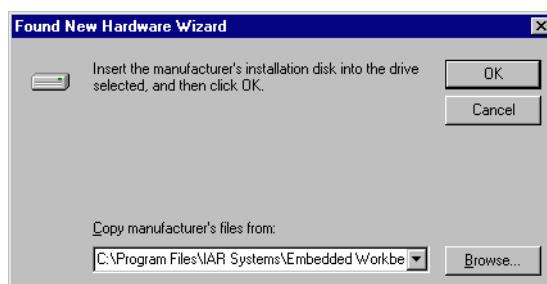 Found New Hardware Wizard
Insert the manufacturer's installation disk into the drive
selected, and then click OK.
OK
Cancel
Copy manufacturer's files from:
C:\Program Files\IAR Systems\Embedded Workbe
Browse...